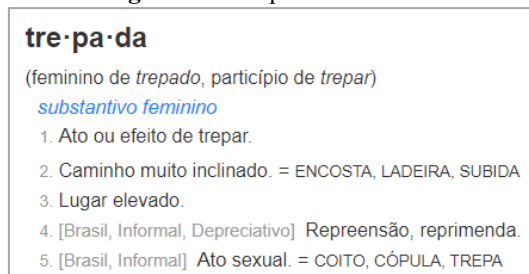 tre·pa·da
(feminino de trepado, particípio de trepar)
substantivo feminino
1. Ato ou efeito de trepar.
2. Caminho muito inclinado. = ENCOSTA, LADEIRA, SUBIDA
3. Lugar elevado.
4. [Brasil, Informal, Depreciativo] Repreensão, reprimenda.
5. [Brasil, Informal] Ato sexual. = COITO, CÓPULA, TREPA